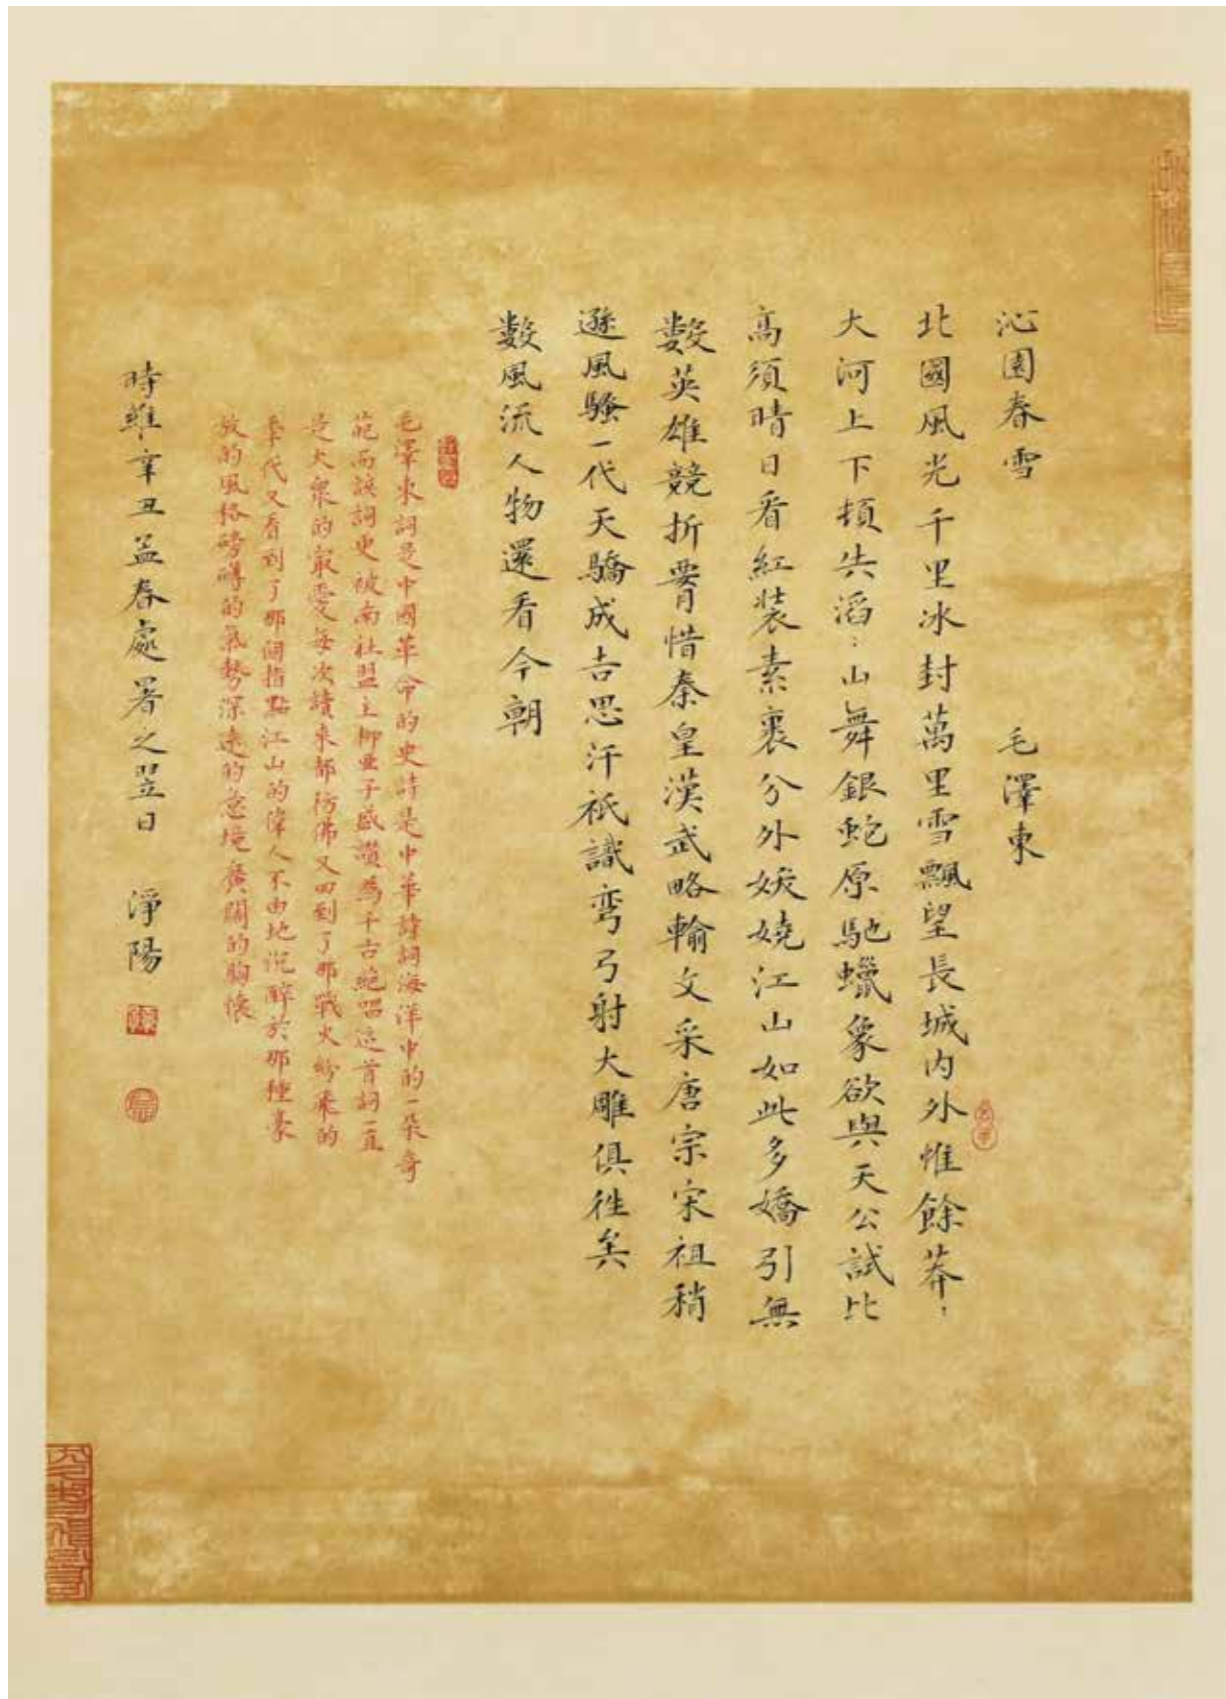 沁園春雪 毛澤東
北國風光千里冰封萬里雪飄望長城內外惟餘莽〻
大河上下頓失滔〻山舞銀蛇原馳蠟象欲與天公試比
高須晴日看紅裝素裹分外妖嬈江山如此多嬌引無
數英雄競折要惜秦皇漢武略輸文采唐宗宋祖稍
遜風騷一代天驕成吉思汗祇識彎弓射大雕俱往矣
數風流人物還看今朝
毛澤東詞是中國革命的史詩是中華詩詞海洋中的一朵奇
葩而詠詞史被南社盟主柳亞子盛讚爲千古絕唱這首詞一直
是大衆的最愛每次讀來都彷彿又回到了那戰火紛飛的
年代又看到了那個指點江山的偉人不由地沉醉於那種豪
放的風格磅礴的氣勢深遠的意境廣闊的胸懷
時維辛丑孟春處署之翌日 淨陽